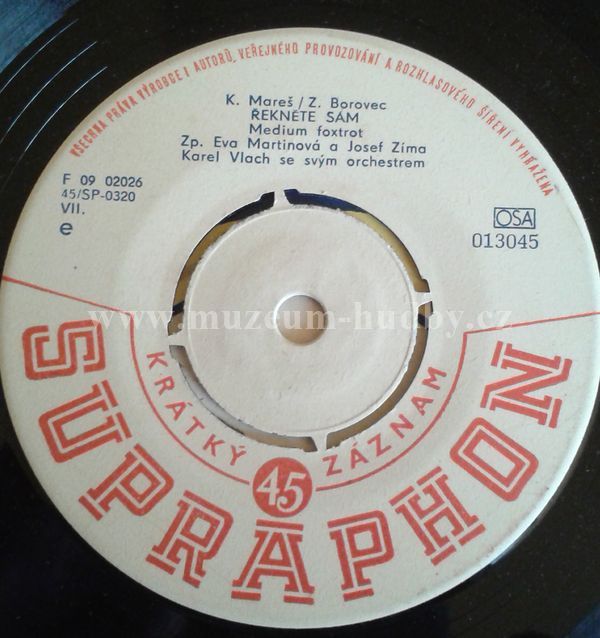 VŠECHNA PRÁVA VÝROBCE I AUTORŮ, VEŘEJNÉHO PROVOZOVÁNÍ A ROZHLASOVÉHO ŠÍŘENÍ VYHRAŽENA
K. Mareš / Z. Borovec
ŘEKNĚTE SÁM
Medium foxtrot
Zp. Eva Martinová a Josef Zíma
Karel Vlach se svým orchestrem
F 09 02026
45/SP-0320
VII.
e
OSA
013045
www.muzeum-hudby.cz
KRÁTKÝ 45 ZÁZNAM
SUPRAPHON